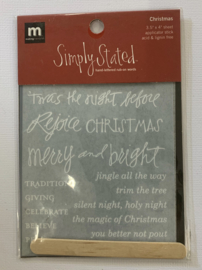 m
Christmas
Simply Stated
'Twas the night before
Rejoice CHRISTMAS
merry and bright
jingle all the way
TRADITION
trim the tree
GIVING
silent night, holy night
CELEBRATE
the magic of Christmas
BELIEVE
you better not pout